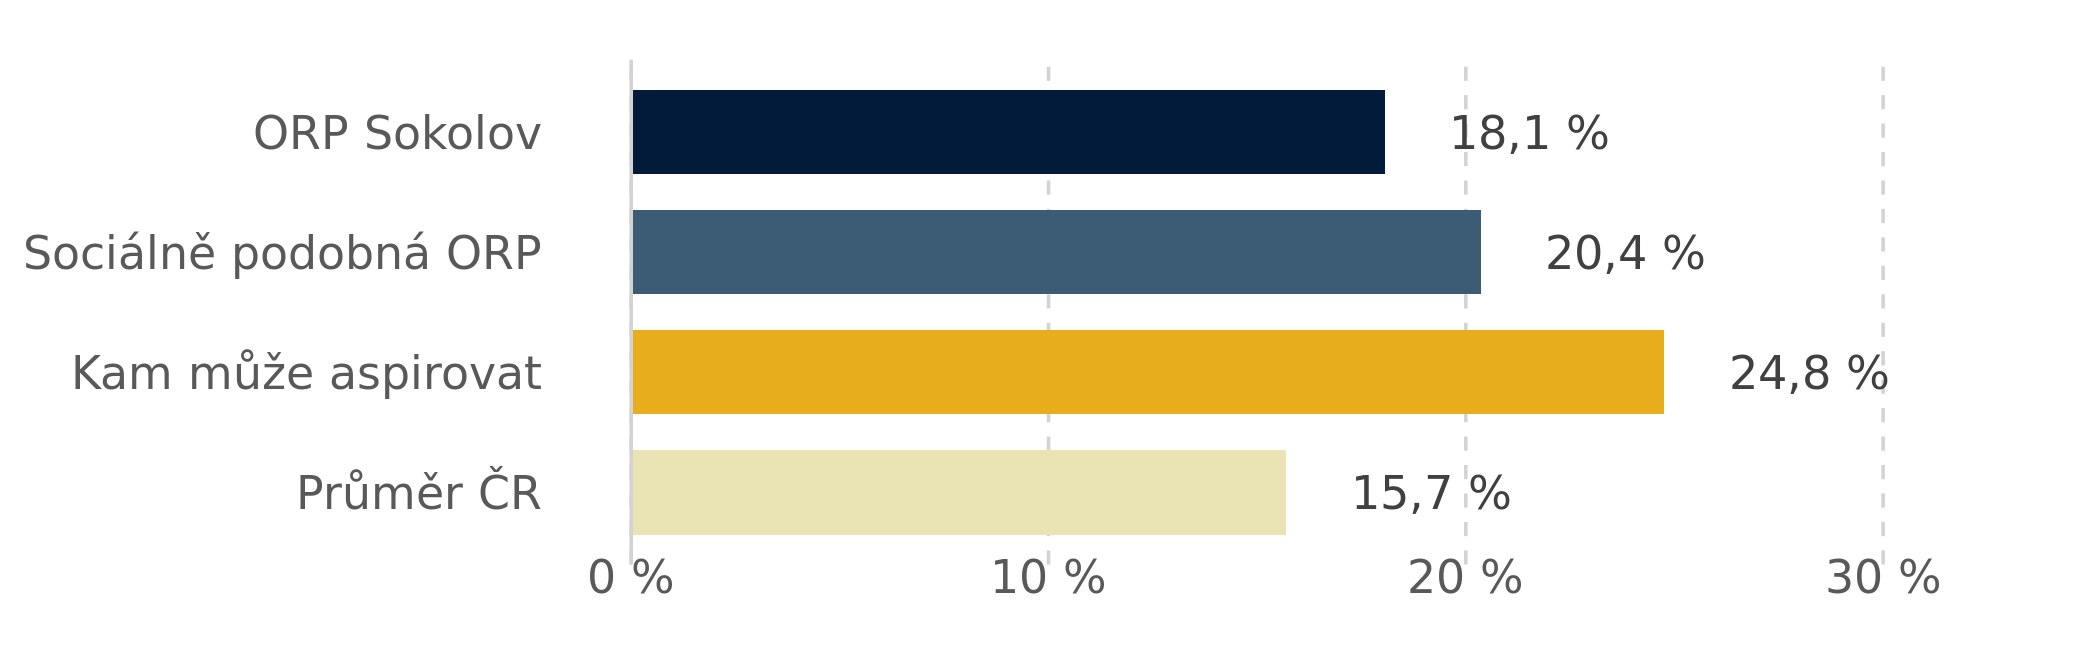 ORP Sokolov 18,1 %
Sociálně podobná ORP 20,4 %
Kam může aspirovat 24,8 %
Průměr ČR 15,7 %
0 % 10 % 20 % 30 %